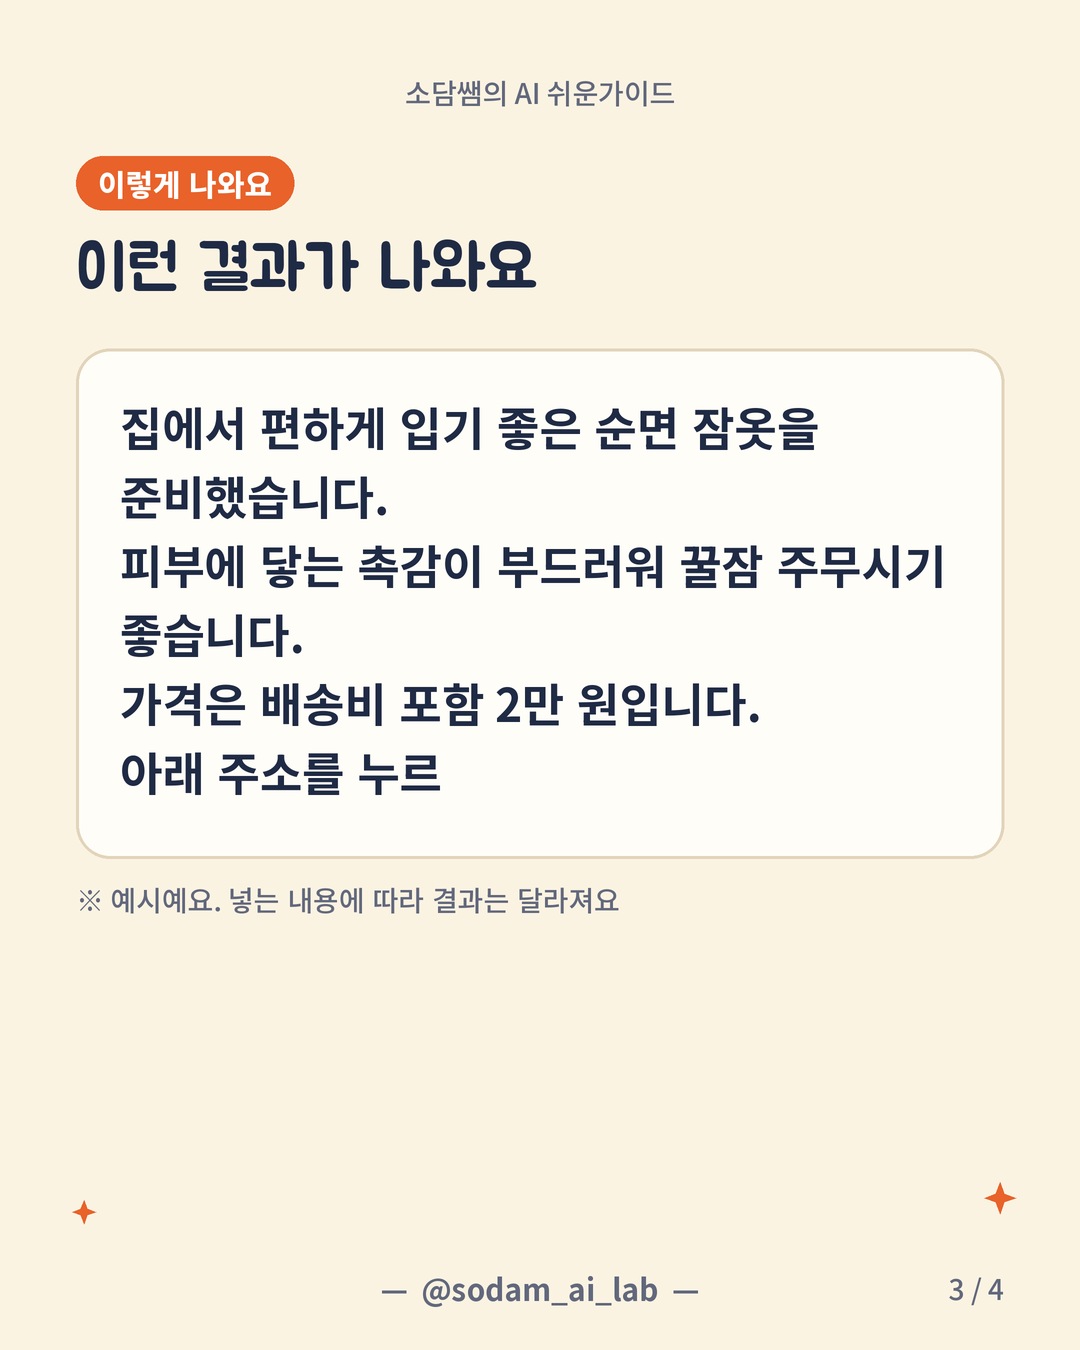 소담쌤의 AI 쉬운가이드
이렇게 나와요
이런 결과가 나와요
집에서 편하게 입기 좋은 순면 잠옷을
준비했습니다.
피부에 닿는 촉감이 부드러워 꿀잠 주무시기
좋습니다.
가격은 배송비 포함 2만 원입니다.
아래 주소를 누르
※ 예시예요. 넣는 내용에 따라 결과는 달라져요
— @sodam_ai_lab —
3 / 4